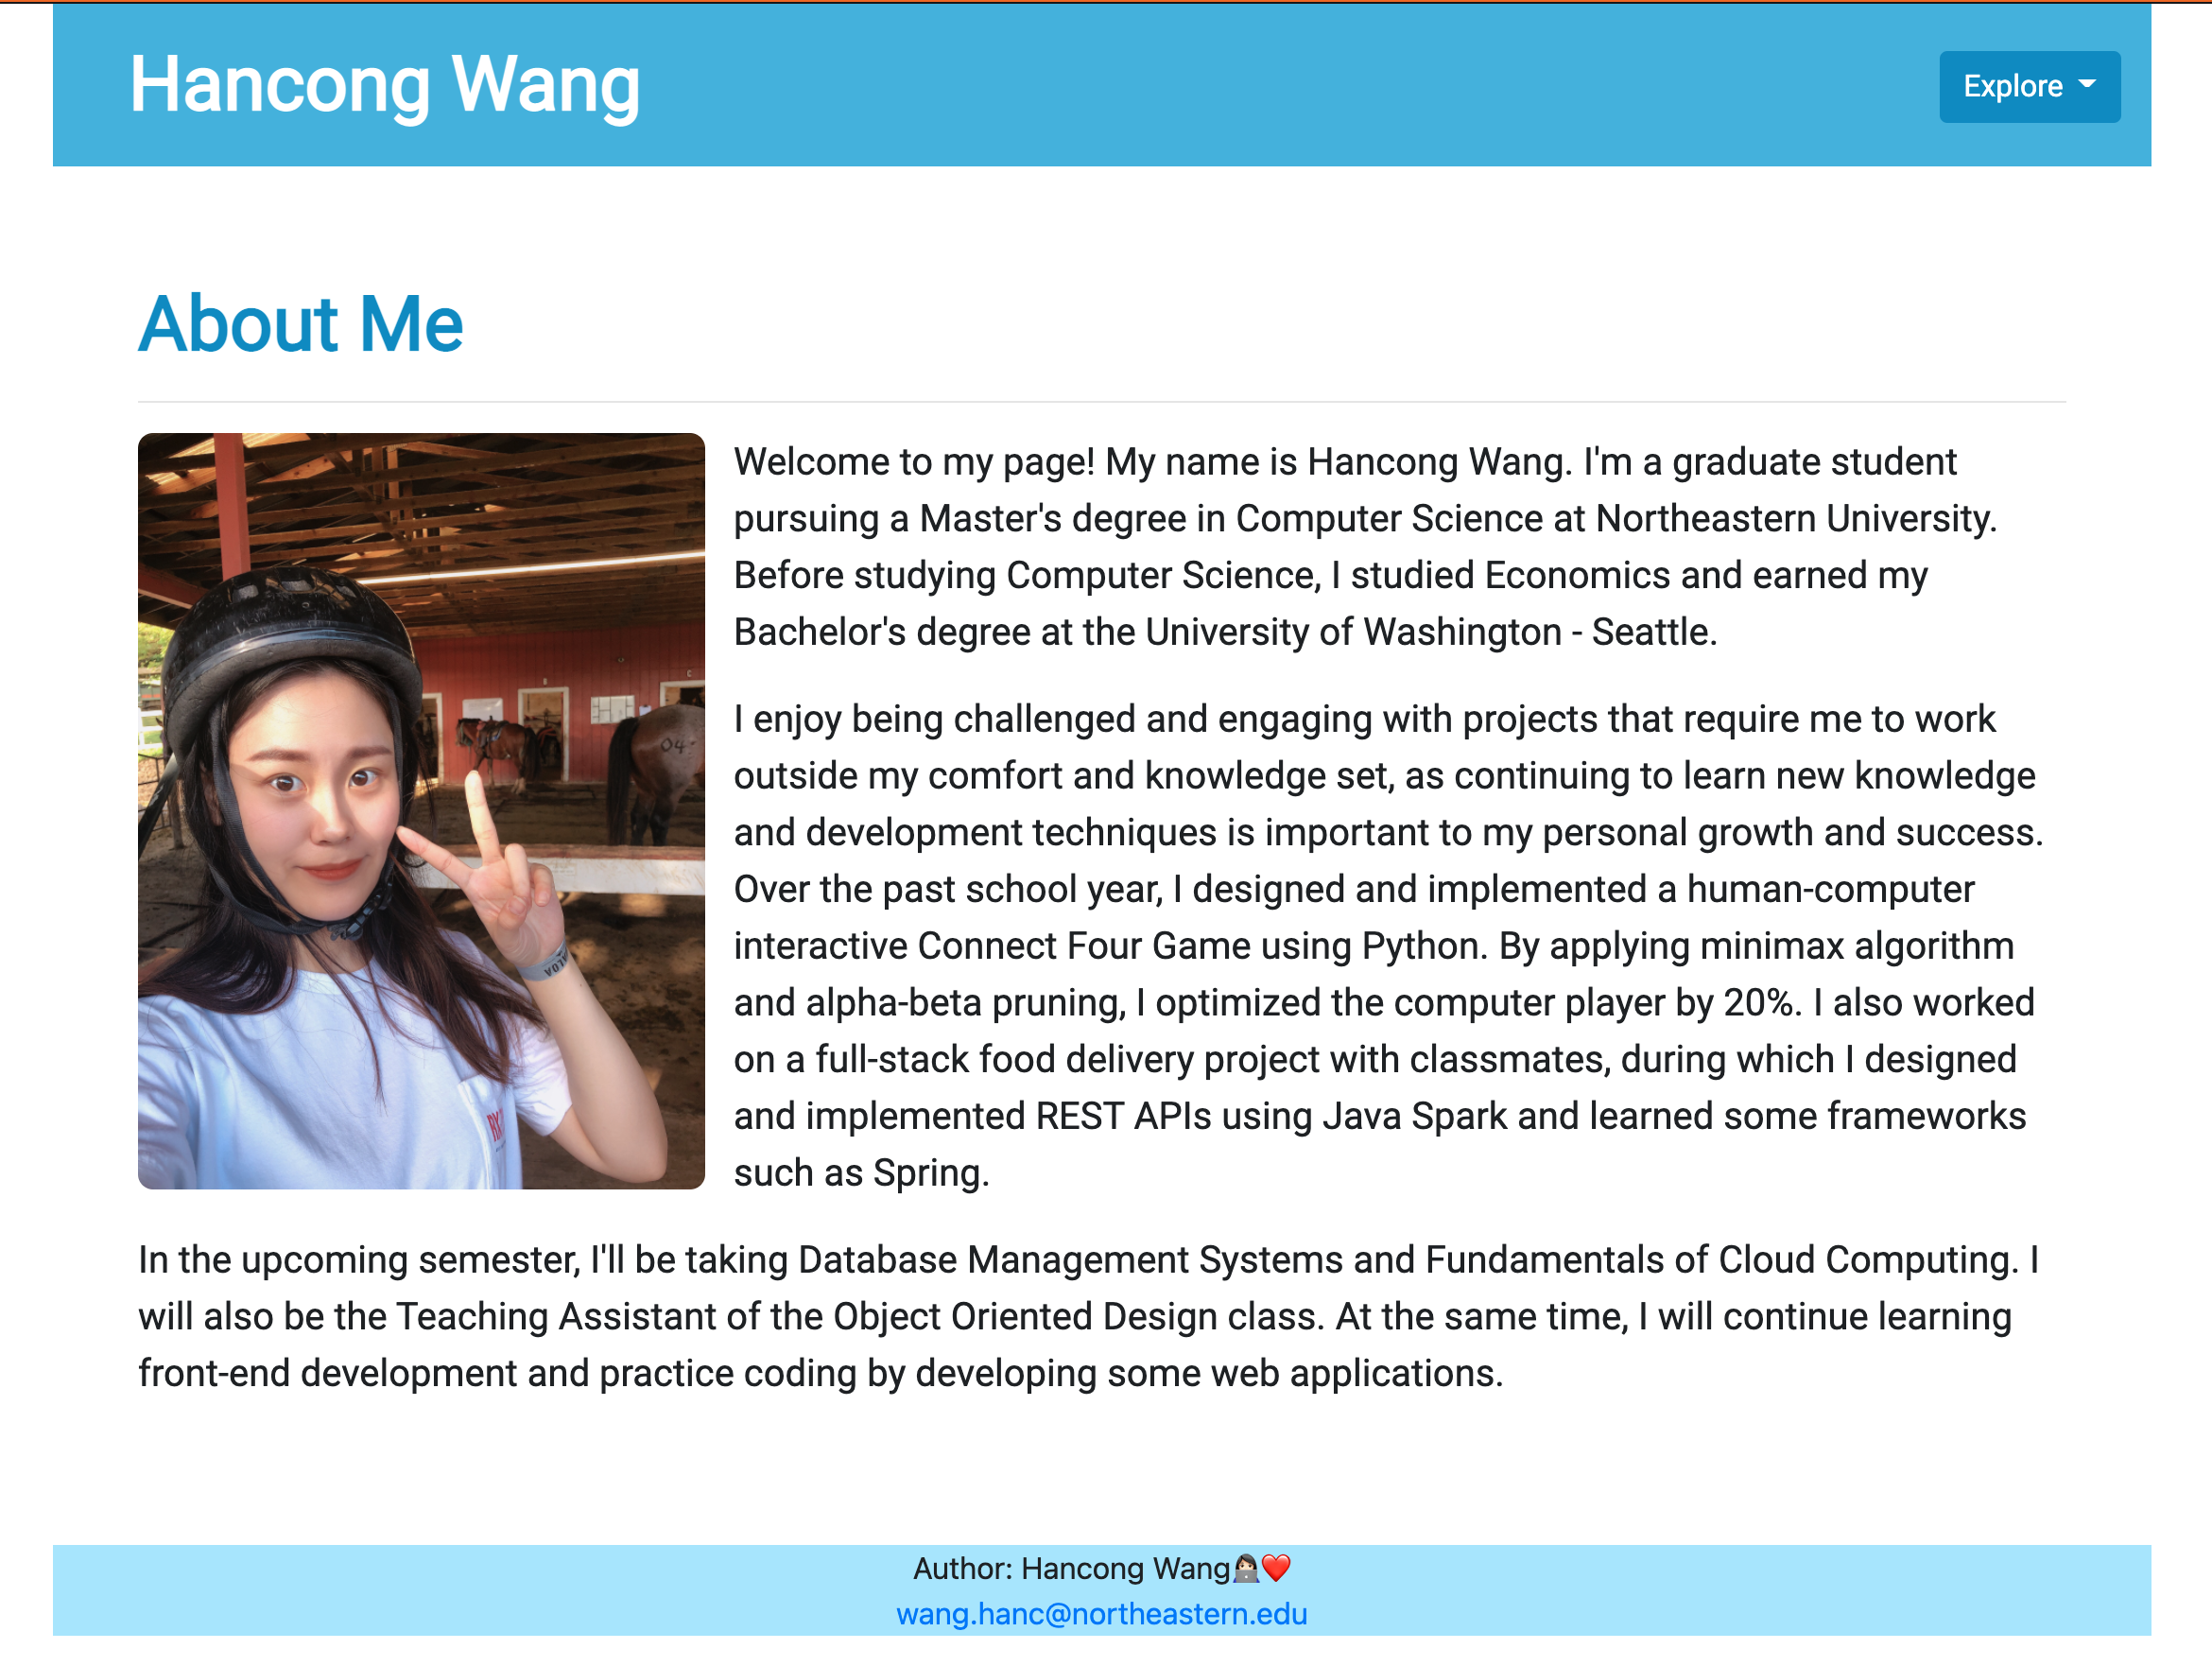 Hancong Wang
Explore
About Me
Welcome to my page! My name is Hancong Wang. I'm a graduate student
pursuing a Master's degree in Computer Science at Northeastern University.
Before studying Computer Science, I studied Economics and earned my
Bachelor's degree at the University of Washington - Seattle.
I enjoy being challenged and engaging with projects that require me to work
outside my comfort and knowledge set, as continuing to learn new knowledge
and development techniques is important to my personal growth and success.
Over the past school year, I designed and implemented a human-computer
interactive Connect Four Game using Python. By applying minimax algorithm
and alpha-beta pruning, I optimized the computer player by 20%. I also worked
on a full-stack food delivery project with classmates, during which I designed
and implemented REST APIs using Java Spark and learned some frameworks
such as Spring.
04
In the upcoming semester, I'll be taking Database Management Systems and Fundamentals of Cloud Computing. I
will also be the Teaching Assistant of the Object Oriented Design class. At the same time, I will continue learning
front-end development and practice coding by developing some web applications.
Author: Hancong Wang👩🏻‍💻❤️
wang.hanc@northeastern.edu